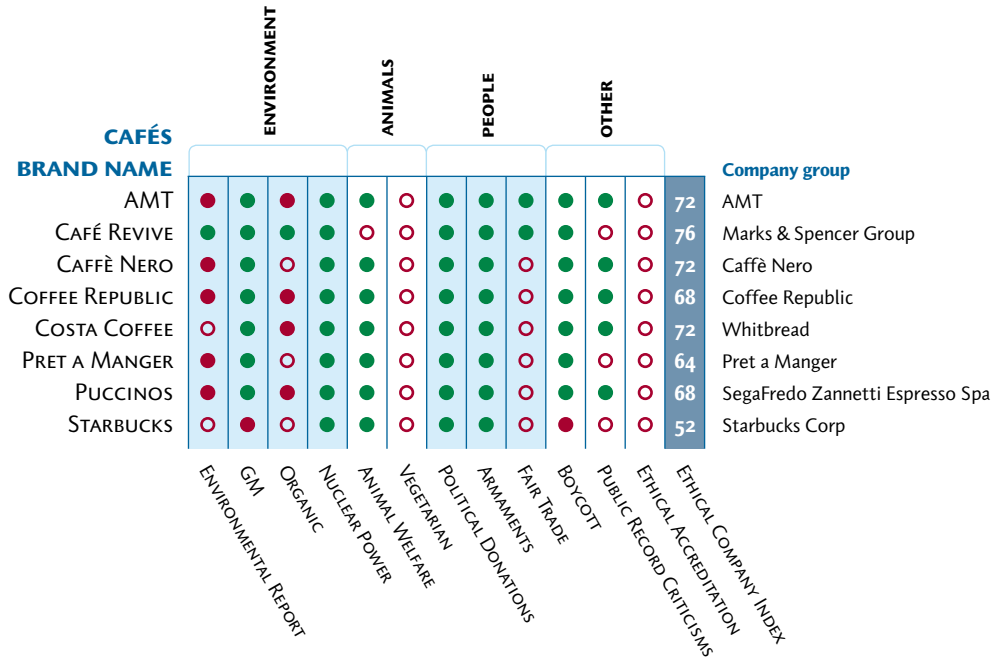 ENVIRONMENT
ANIMALS
PEOPLE
OTHER
CAFÉS
BRAND NAME
Company group
AMT 72 AMT
CAFÉ REVIVE 76 Marks & Spencer Group
CAFFÈ NERO 72 Caffè Nero
COFFEE REPUBLIC 68 Coffee Republic
COSTA COFFEE 72 Whitbread
PRET A MANGER 64 Pret a Manger
PUCCINOS 68 SegaFredo Zannetti Espresso Spa
STARBUCKS 52 Starbucks Corp
ENVIRONMENTAL REPORT
GM
ORGANIC
NUCLEAR POWER
ANIMAL WELFARE
VEGETARIAN
POLITICAL DONATIONS
ARMAMENTS
FAIR TRADE
BOYCOTT
PUBLIC RECORD CRITICISMS
ETHICAL ACCREDITATION
ETHICAL COMPANY INDEX